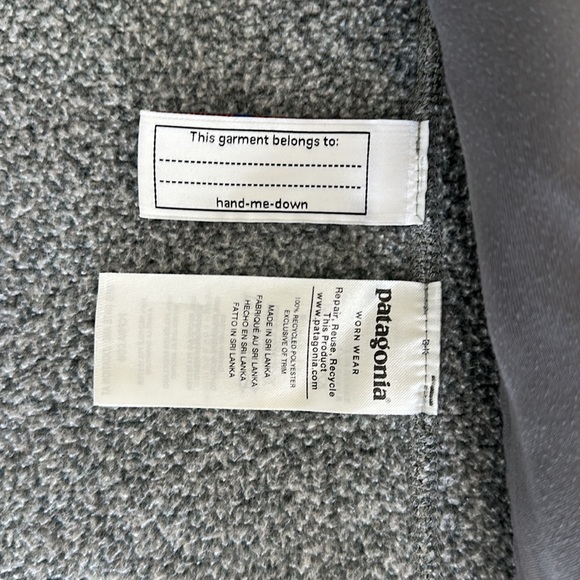 This garment belongs to:
hand-me-down
patagonia®
WORN WEAR
Repair, Reuse, Recycle
This Product
www.patagonia.com
100% RECYCLED POLYESTER
EXCLUSIVE OF TRIM
MADE IN SRI LANKA
FABRIQUÉ AU SRI LANKA
HECHO EN SRI LANKA
FATTO IN SRI LANKA